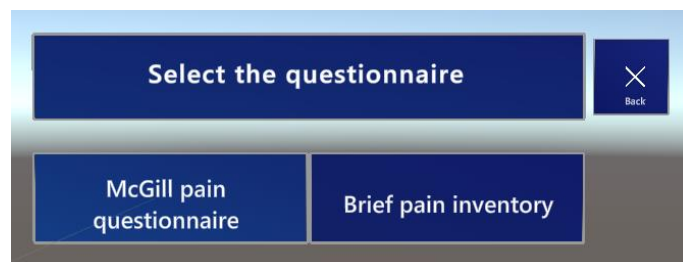 Select the questionnaire
Back
McGill pain
questionnaire
Brief pain inventory